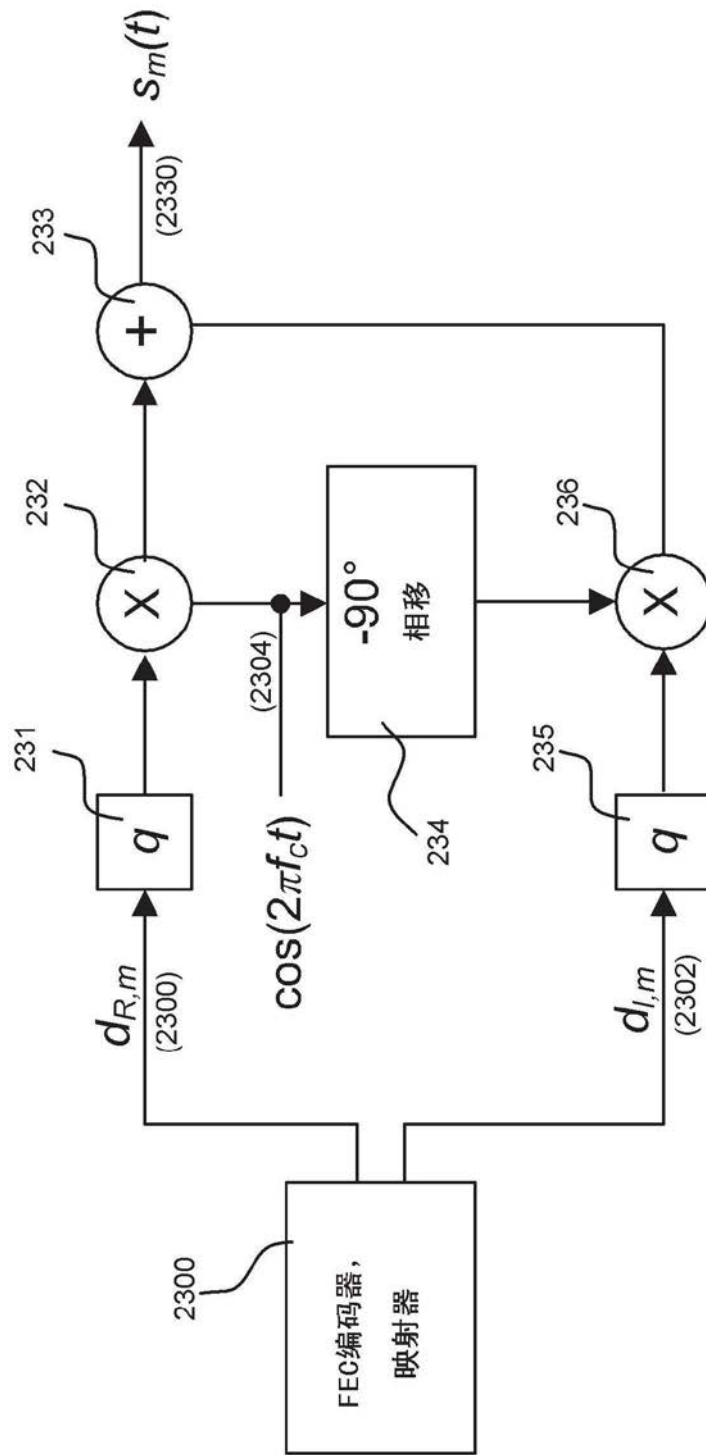 2300
FEC编码器，
映射器
d_{R,m}
(2300)
231
q
232
X
233
+
s_m(t)
(2330)
cos(2πf_ct)
(2304)
-90°
相移
234
d_{I,m}
(2302)
235
q
236
X